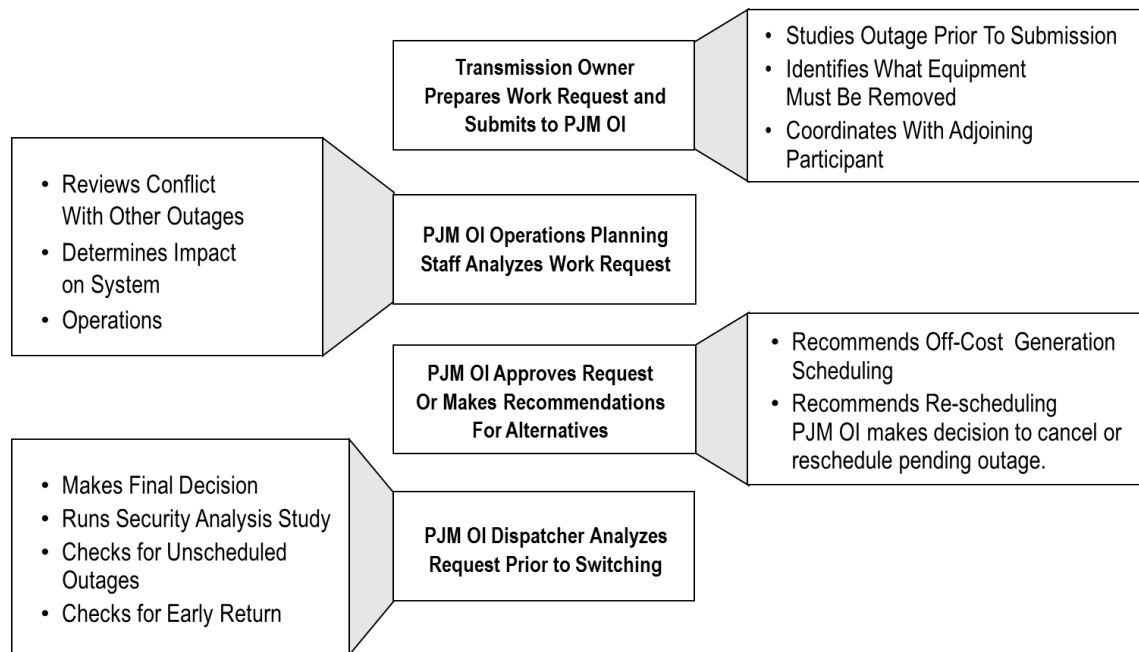 Transmission Owner
Prepares Work Request and
Submits to PJM OI
• Studies Outage Prior To Submission
• Identifies What Equipment
Must Be Removed
• Coordinates With Adjoining
Participant
• Reviews Conflict
With Other Outages
• Determines Impact
on System
• Operations
PJM OI Operations Planning
Staff Analyzes Work Request
PJM OI Approves Request
Or Makes Recommendations
For Alternatives
• Recommends Off-Cost Generation
Scheduling
• Recommends Re-scheduling
PJM OI makes decision to cancel or
reschedule pending outage.
• Makes Final Decision
• Runs Security Analysis Study
• Checks for Unscheduled
Outages
• Checks for Early Return
PJM OI Dispatcher Analyzes
Request Prior to Switching